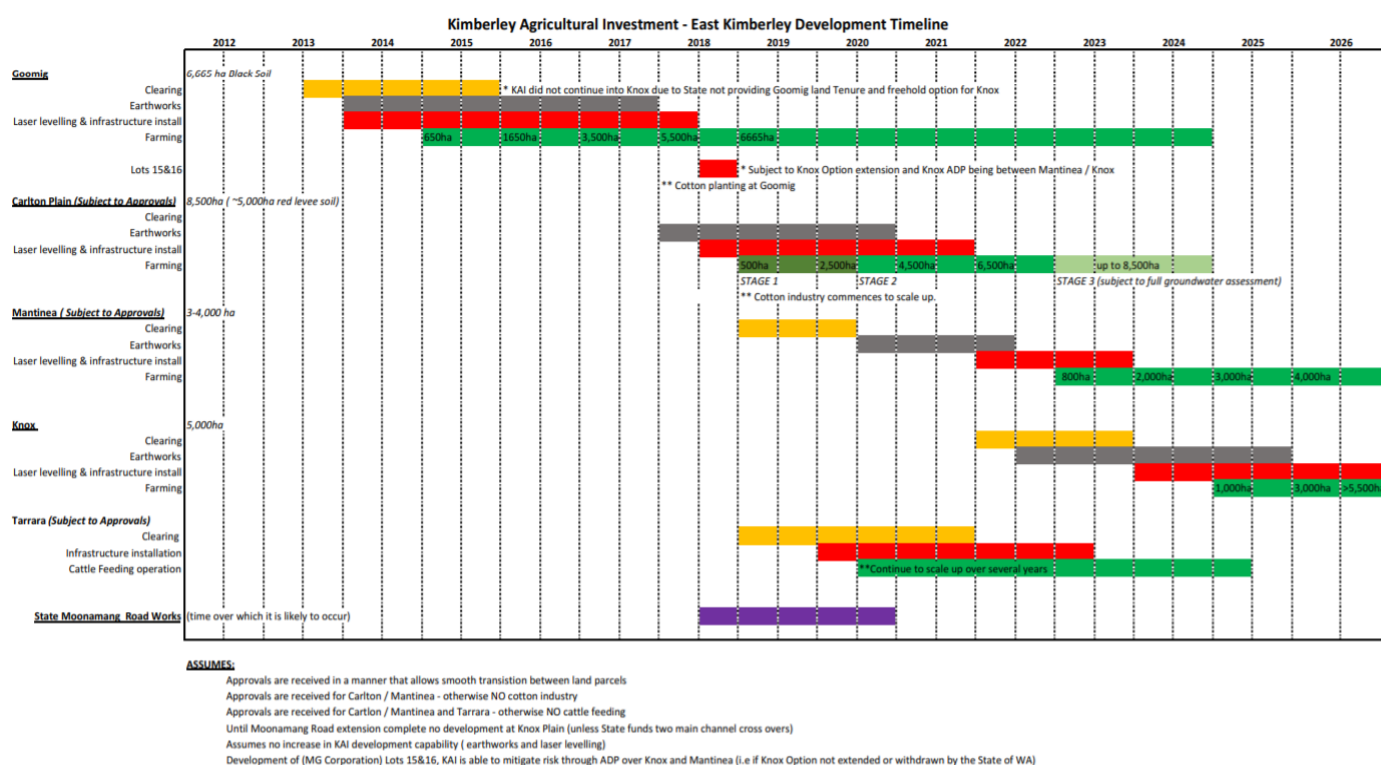 Kimberley Agricultural Investment - East Kimberley Development Timeline
2012 2013 2014 2015 2016 2017 2018 2019 2020 2021 2022 2023 2024 2025 2026
Goomig 6,665 ha Black Soil
Clearing * KAI did not continue into Knox due to State not providing Goomig land Tenure and freehold option for Knox
Earthworks
Laser levelling & infrastructure install
Farming 650ha 1650ha 3,500ha 5,500ha 6665ha
Lots 15&16 * Subject to Knox Option extension and Knox ADP being between Mantinea / Knox
** Cotton planting at Goomig
Carlton Plain (Subject to Approvals) 8,500ha ( ~5,000ha red levee soil)
Clearing
Earthworks
Laser levelling & infrastructure install
Farming 500ha 2,500ha 4,500ha 6,500ha up to 8,500ha
STAGE 1 STAGE 2 STAGE 3 (subject to full groundwater assessment)
** Cotton industry commences to scale up.
Mantinea ( Subject to Approvals) 3-4,000 ha
Clearing
Earthworks
Laser levelling & infrastructure install
Farming 800ha 2,000ha 3,000ha 4,000ha
Knox 5,000ha
Clearing
Earthworks
Laser levelling & infrastructure install
Farming 1,000ha 3,000ha >5,500h
Tarrara (Subject to Approvals)
Clearing
Infrastructure installation
Cattle Feeding operation **Continue to scale up over several years
State Moonamang Road Works (time over which it is likely to occur)
ASSUMES:
Approvals are received in a manner that allows smooth transistion between land parcels
Approvals are received for Carlton / Mantinea - otherwise NO cotton industry
Approvals are received for Cartlon / Mantinea and Tarrara - otherwise NO cattle feeding
Until Moonamang Road extension complete no development at Knox Plain (unless State funds two main channel cross overs)
Assumes no increase in KAI development capability ( earthworks and laser levelling)
Development of (MG Corporation) Lots 15&16, KAI is able to mitigate risk through ADP over Knox and Mantinea (i.e if Knox Option not extended or withdrawn by the State of WA)